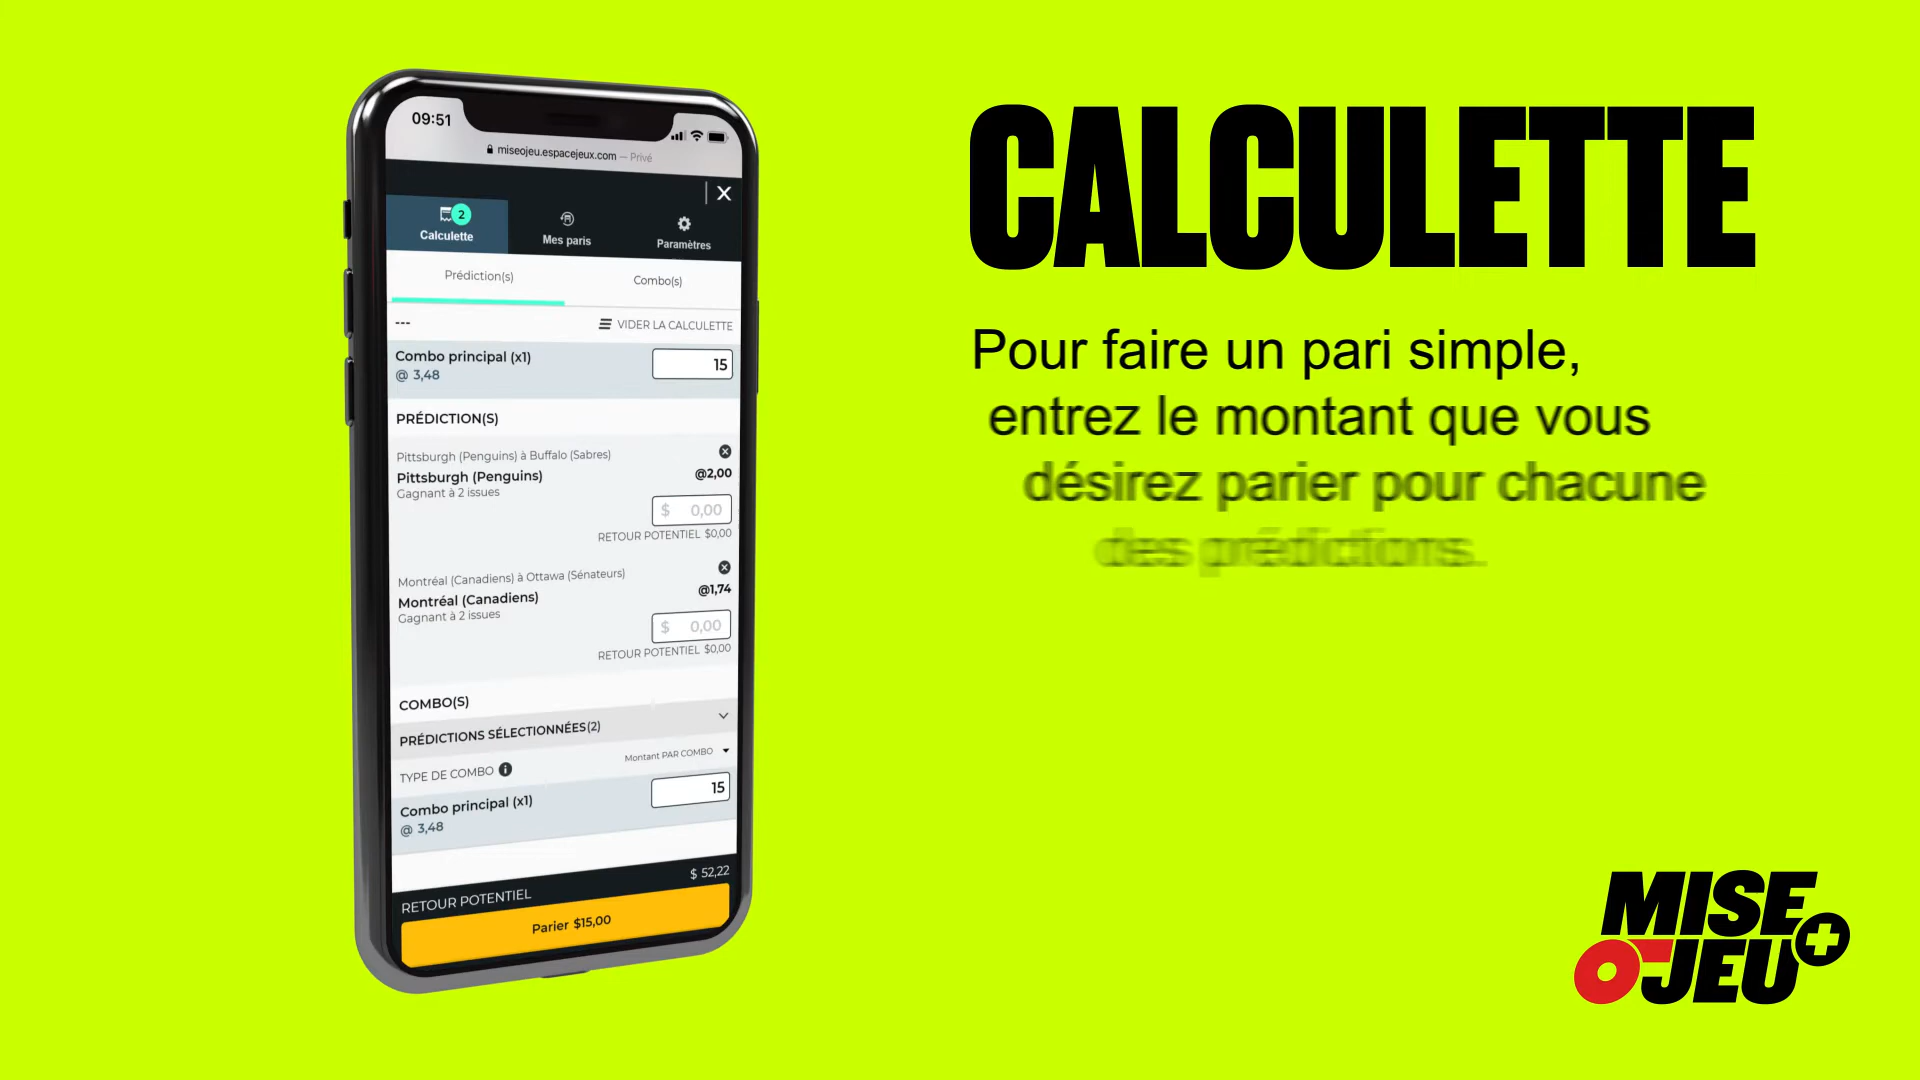 09:51
miseojeu.espacejeux.com — Privé
X
2
Calculette
Mes paris
Paramètres
Prédiction(s)
Combo(s)
---
VIDER LA CALCULETTE
Combo principal (x1)
15
@ 3,48
PRÉDICTION(S)
Pittsburgh (Penguins) à Buffalo (Sabres)
Pittsburgh (Penguins)
@2,00
Gagnant à 2 issues
$ 0,00
RETOUR POTENTIEL $0,00
Montréal (Canadiens) à Ottawa (Sénateurs)
Montréal (Canadiens)
@1,74
Gagnant à 2 issues
$ 0,00
RETOUR POTENTIEL $0,00
COMBO(S)
PRÉDICTIONS SÉLECTIONNÉES(2)
TYPE DE COMBO
Montant PAR COMBO
Combo principal (x1)
15
@ 3,48
RETOUR POTENTIEL
$ 52,22
Parier $15,00
CALCULETTE
Pour faire un pari simple,
entrez le montant que vous
désirez parier pour chacune
des prédictions.
MISE
OJEU+